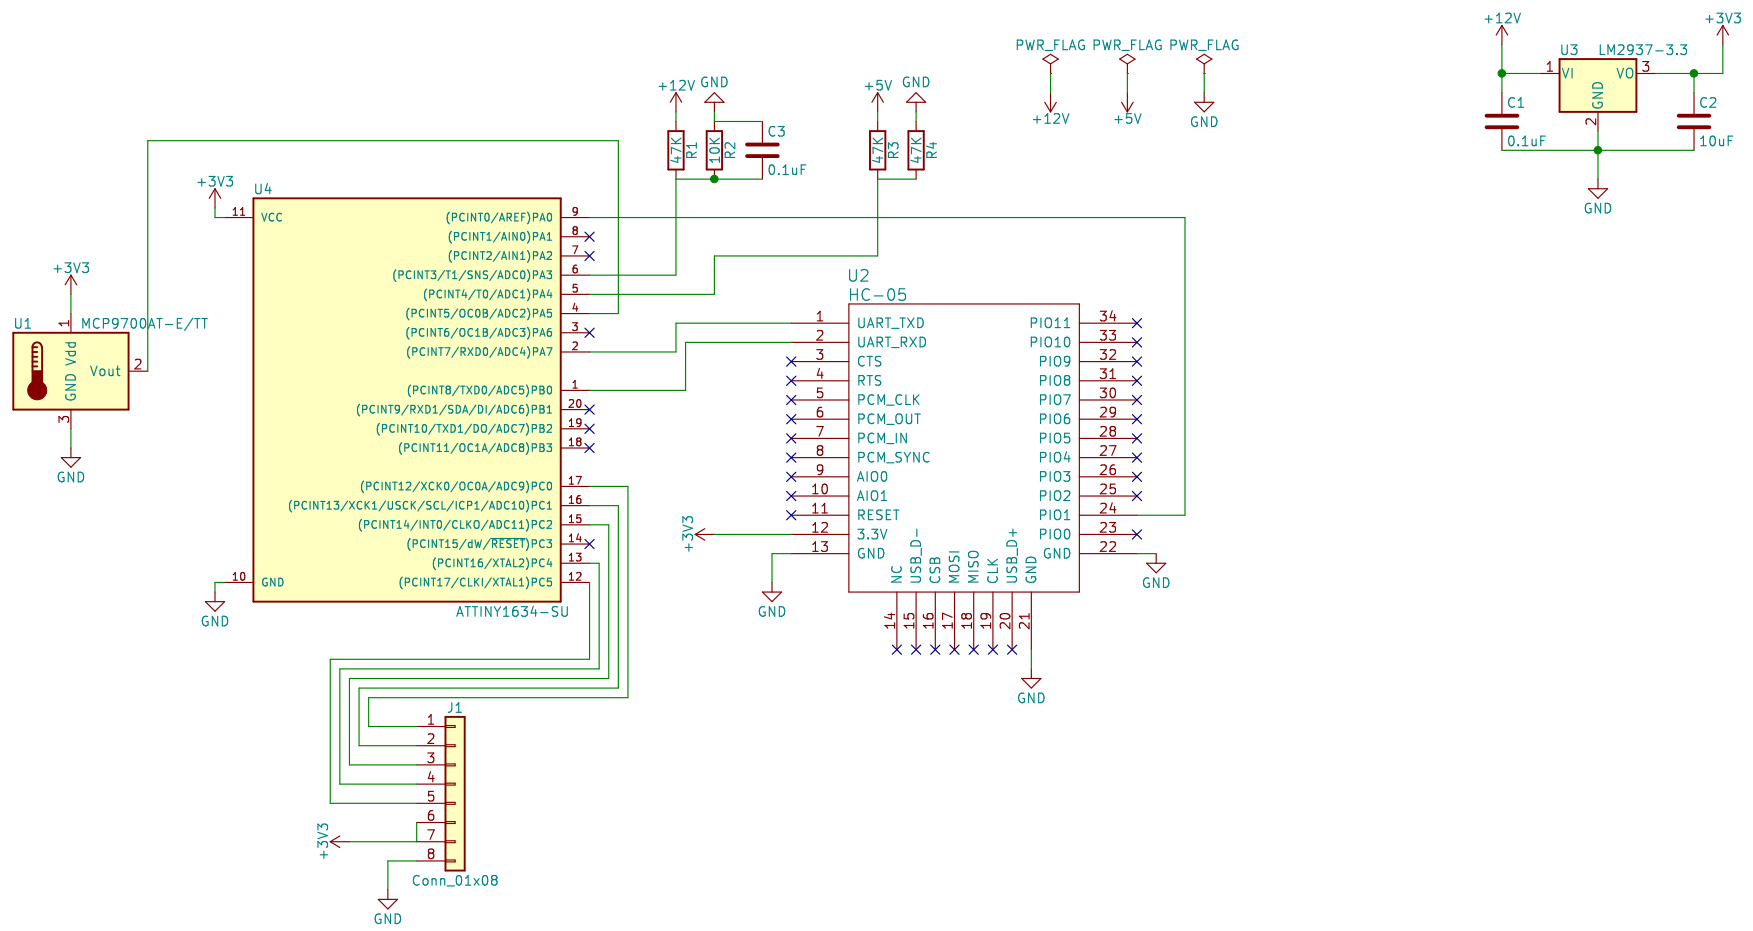 +12V
+3V3
U3
LM2937-3.3
1
VI
VO
3
GND
2
C1
0.1uF
C2
10uF
GND
PWR_FLAG
PWR_FLAG
PWR_FLAG
+12V
+5V
GND
+12V
GND
47K
R1
10K
R2
C3
0.1uF
+5V
GND
47K
R3
47K
R4
+3V3
U4
11
VCC
10
GND
GND
(PCINT0/AREF)PA0
9
(PCINT1/AIN0)PA1
8
(PCINT2/AIN1)PA2
7
(PCINT3/T1/SNS/ADC0)PA3
6
(PCINT4/T0/ADC1)PA4
5
(PCINT5/OC0B/ADC2)PA5
4
(PCINT6/OC1B/ADC3)PA6
3
(PCINT7/RXD0/ADC4)PA7
2
(PCINT8/TXD0/ADC5)PB0
1
(PCINT9/RXD1/SDA/DI/ADC6)PB1
20
(PCINT10/TXD1/DO/ADC7)PB2
19
(PCINT11/OC1A/ADC8)PB3
18
(PCINT12/XCK0/OC0A/ADC9)PC0
17
(PCINT13/XCK1/USCK/SCL/ICP1/ADC10)PC1
16
(PCINT14/INT0/CLKO/ADC11)PC2
15
(PCINT15/dW/RESET)PC3
14
(PCINT16/XTAL2)PC4
13
(PCINT17/CLKI/XTAL1)PC5
12
ATTINY1634-SU
+3V3
U1
MCP9700AT-E/TT
1
Vdd
GND
Vout
2
3
GND
U2
HC-05
1 UART_TXD
2 UART_RXD
3 CTS
4 RTS
5 PCM_CLK
6 PCM_OUT
7 PCM_IN
8 PCM_SYNC
9 AIO0
10 AIO1
11 RESET
12 3.3V
13 GND
+3V3
GND
PIO11 34
PIO10 33
PIO9 32
PIO8 31
PIO7 30
PIO6 29
PIO5 28
PIO4 27
PIO3 26
PIO2 25
PIO1 24
PIO0 23
GND 22
GND
NC
USB_D-
CSB
MOSI
MISO
CLK
USB_D+
GND
14
15
16
17
18
19
20
21
GND
J1
1
2
3
4
5
6
7
8
+3V3
Conn_01x08
GND